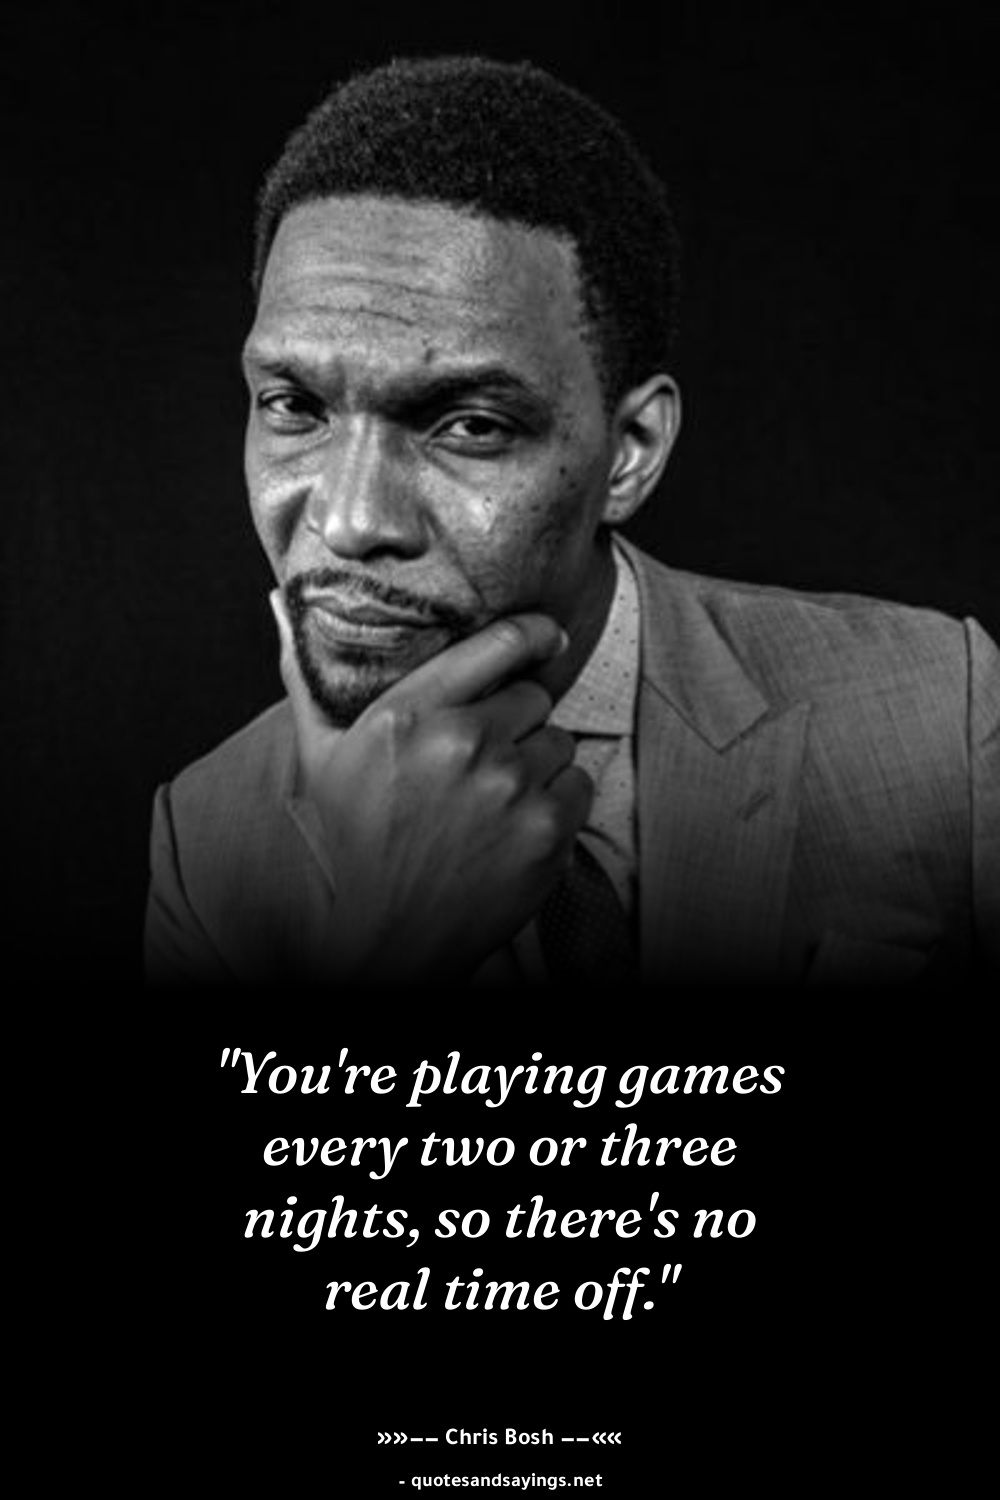 "You're playing games
every two or three
nights, so there's no
real time off."
»»—— Chris Bosh ——««
- quotesandsayings.net